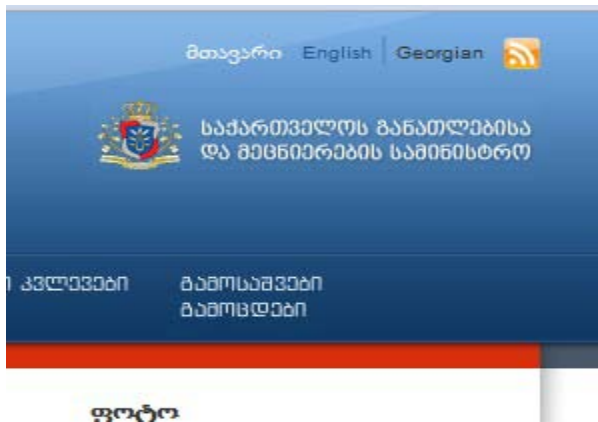 მთავარი English Georgian
საქართველოს განათლებისა
და მეცნიერების სამინისტრო
კვლევები გამოსაშვები
გამოცდები
ფოტო